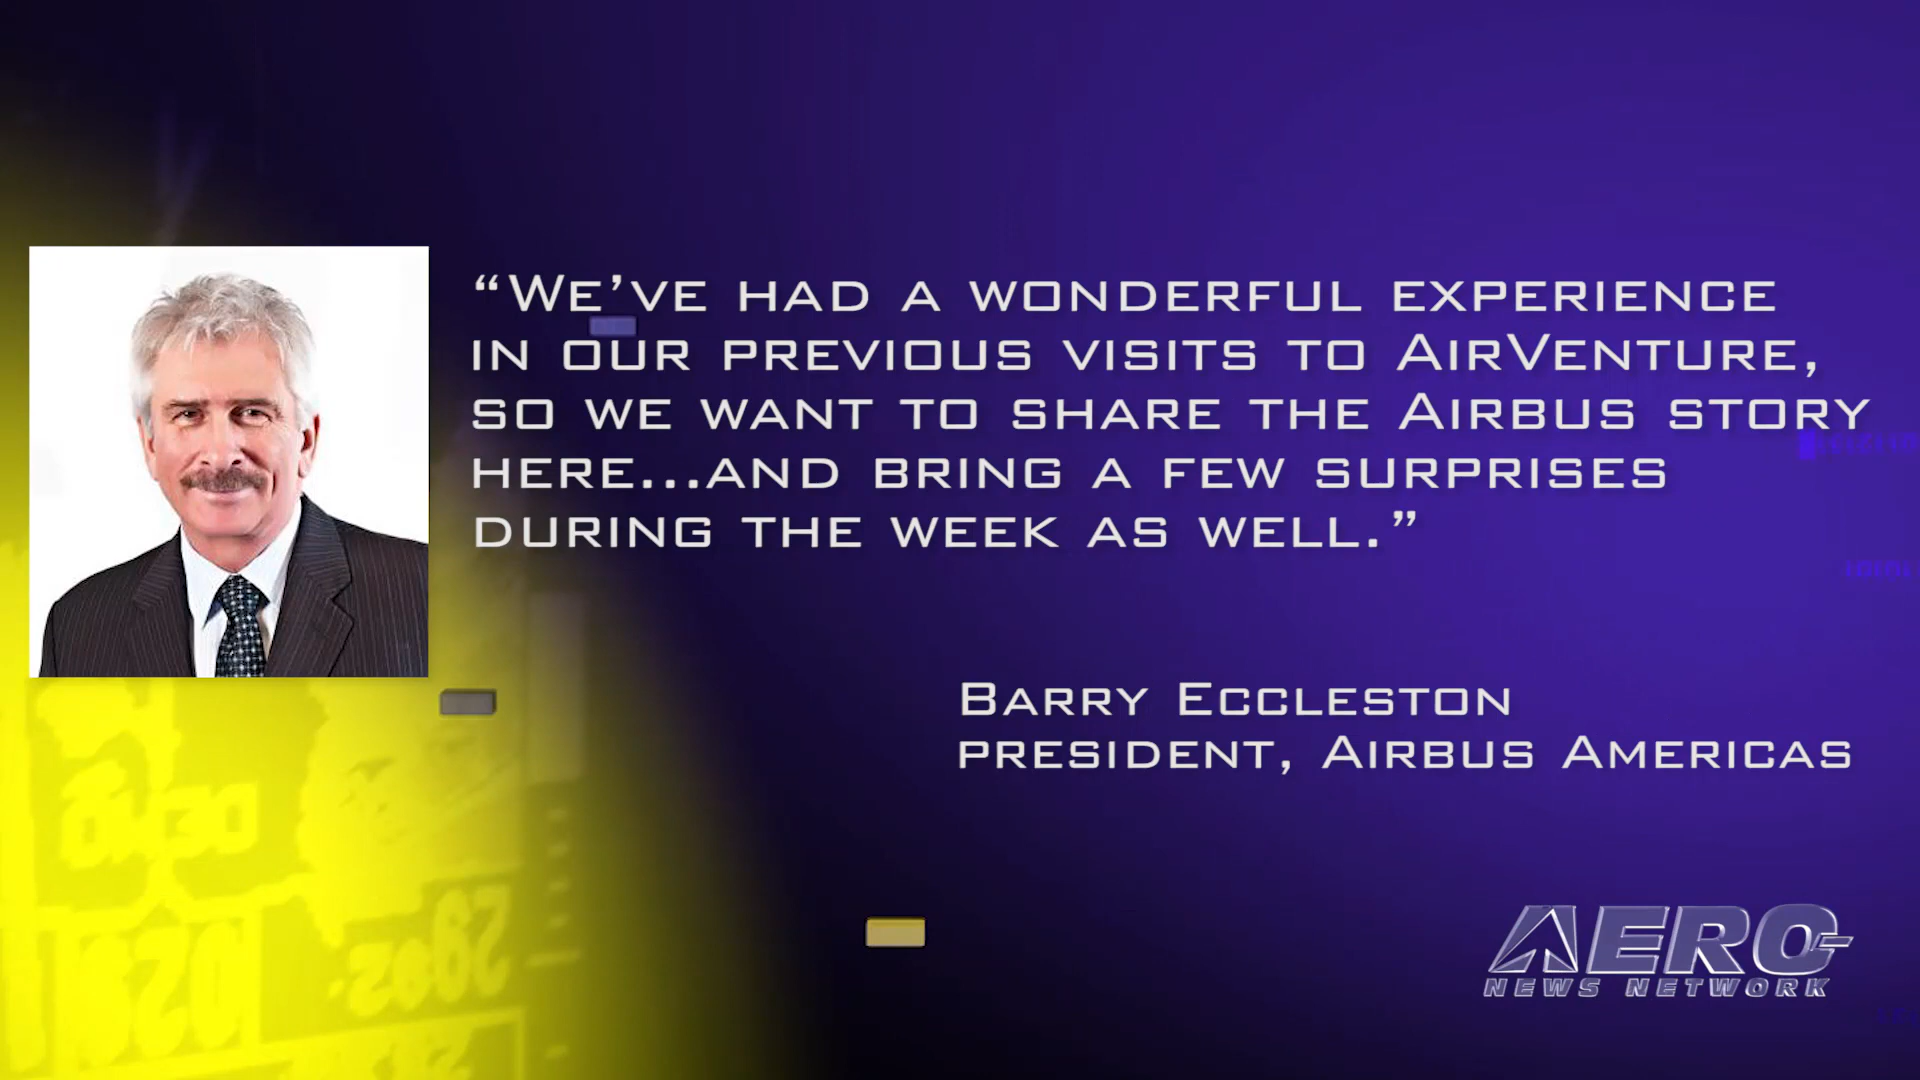 “We’ve had a wonderful experience
in our previous visits to AirVenture,
so we want to share the Airbus story
here...and bring a few surprises
during the week as well.”
Barry Eccleston
president, Airbus Americas
AERO-
NEWS NETWORK